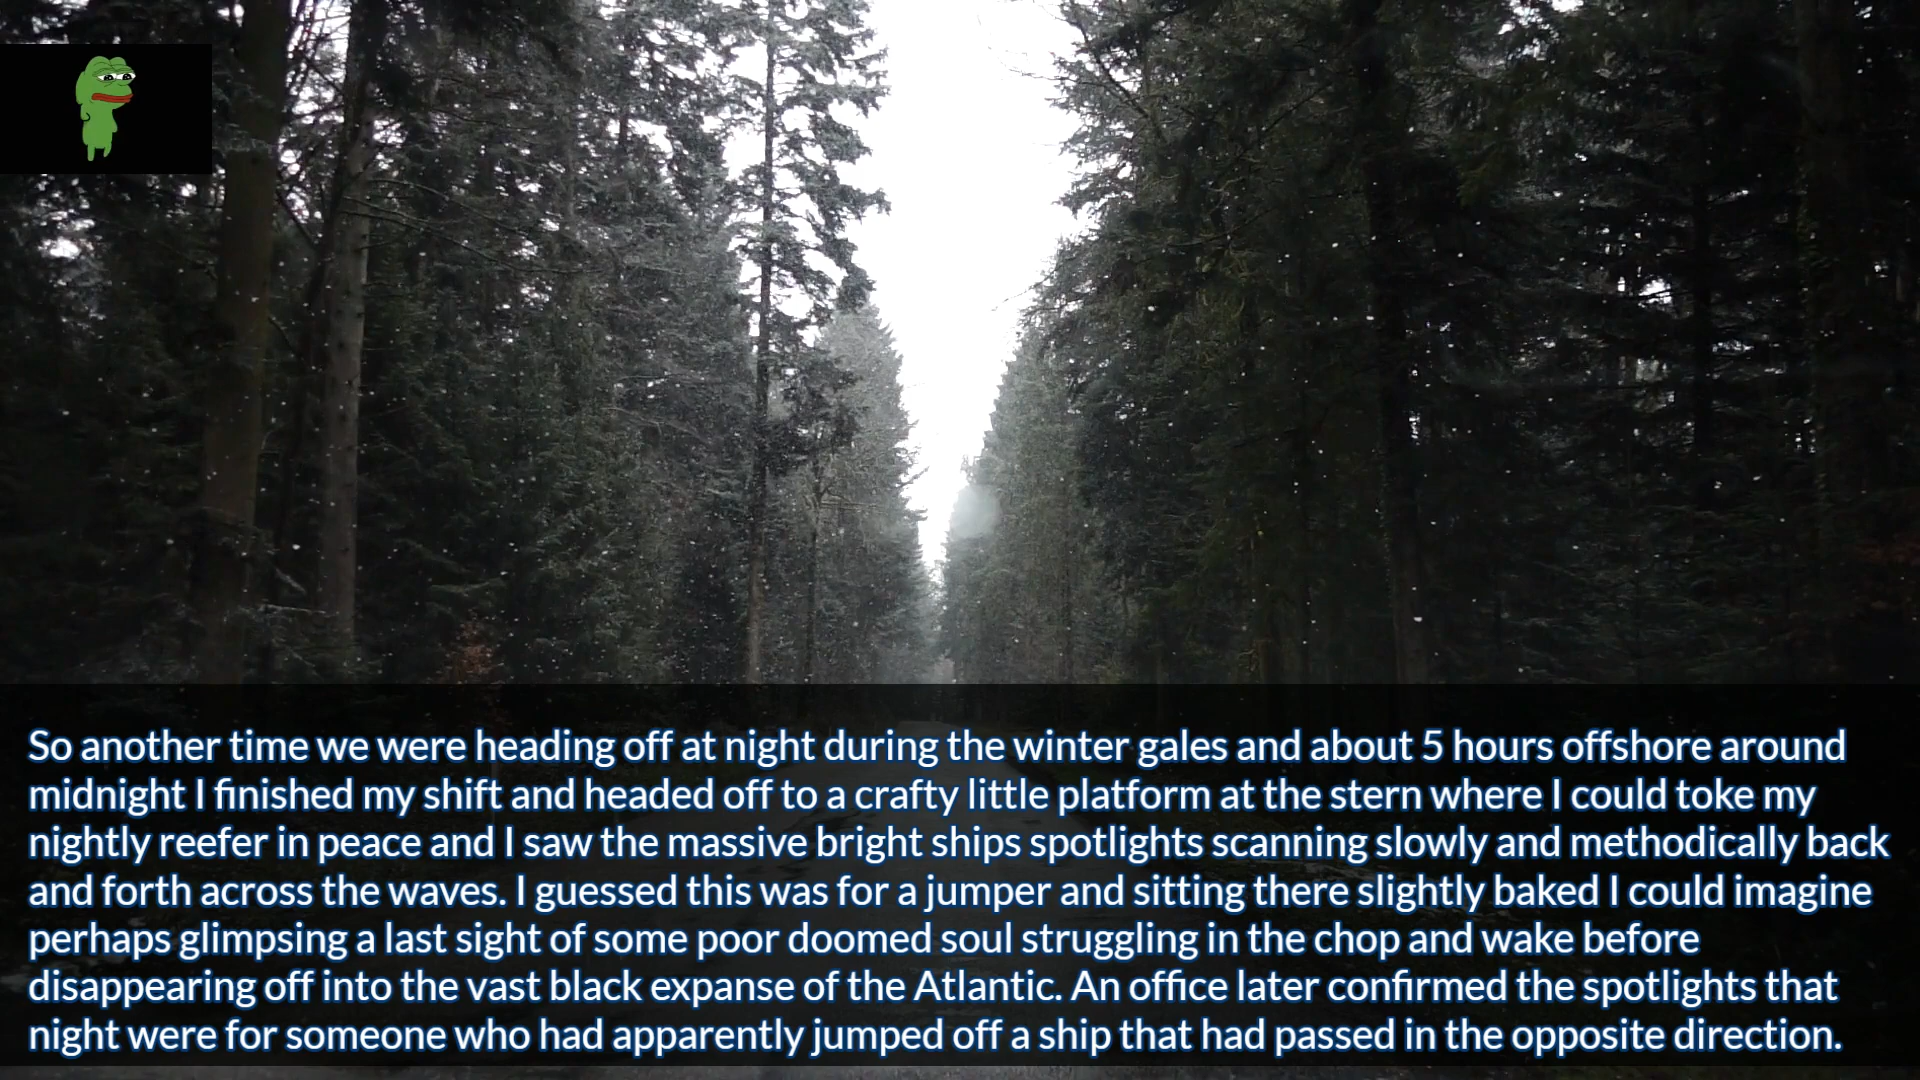 So another time we were heading off at night during the winter gales and about 5 hours offshore around
midnight I finished my shift and headed off to a crafty little platform at the stern where I could toke my
nightly reefer in peace and I saw the massive bright ships spotlights scanning slowly and methodically back
and forth across the waves. I guessed this was for a jumper and sitting there slightly baked I could imagine
perhaps glimpsing a last sight of some poor doomed soul struggling in the chop and wake before
disappearing off into the vast black expanse of the Atlantic. An office later confirmed the spotlights that
night were for someone who had apparently jumped off a ship that had passed in the opposite direction.